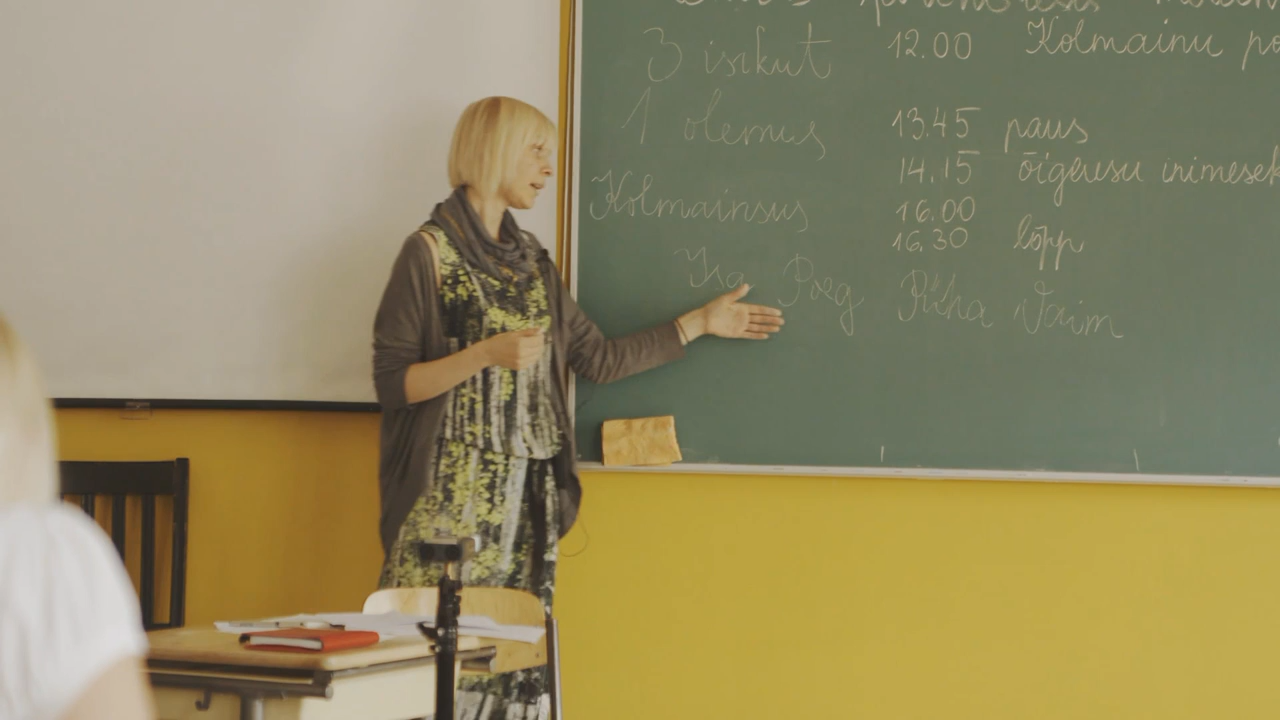 3 isikut 12.00 Kolmainu
1 olemus 13.45 paus
14.15 õigeusu inimesek
Kolmainsus 16.00
16.30 lõpp
Isa Poeg Püha Vaim